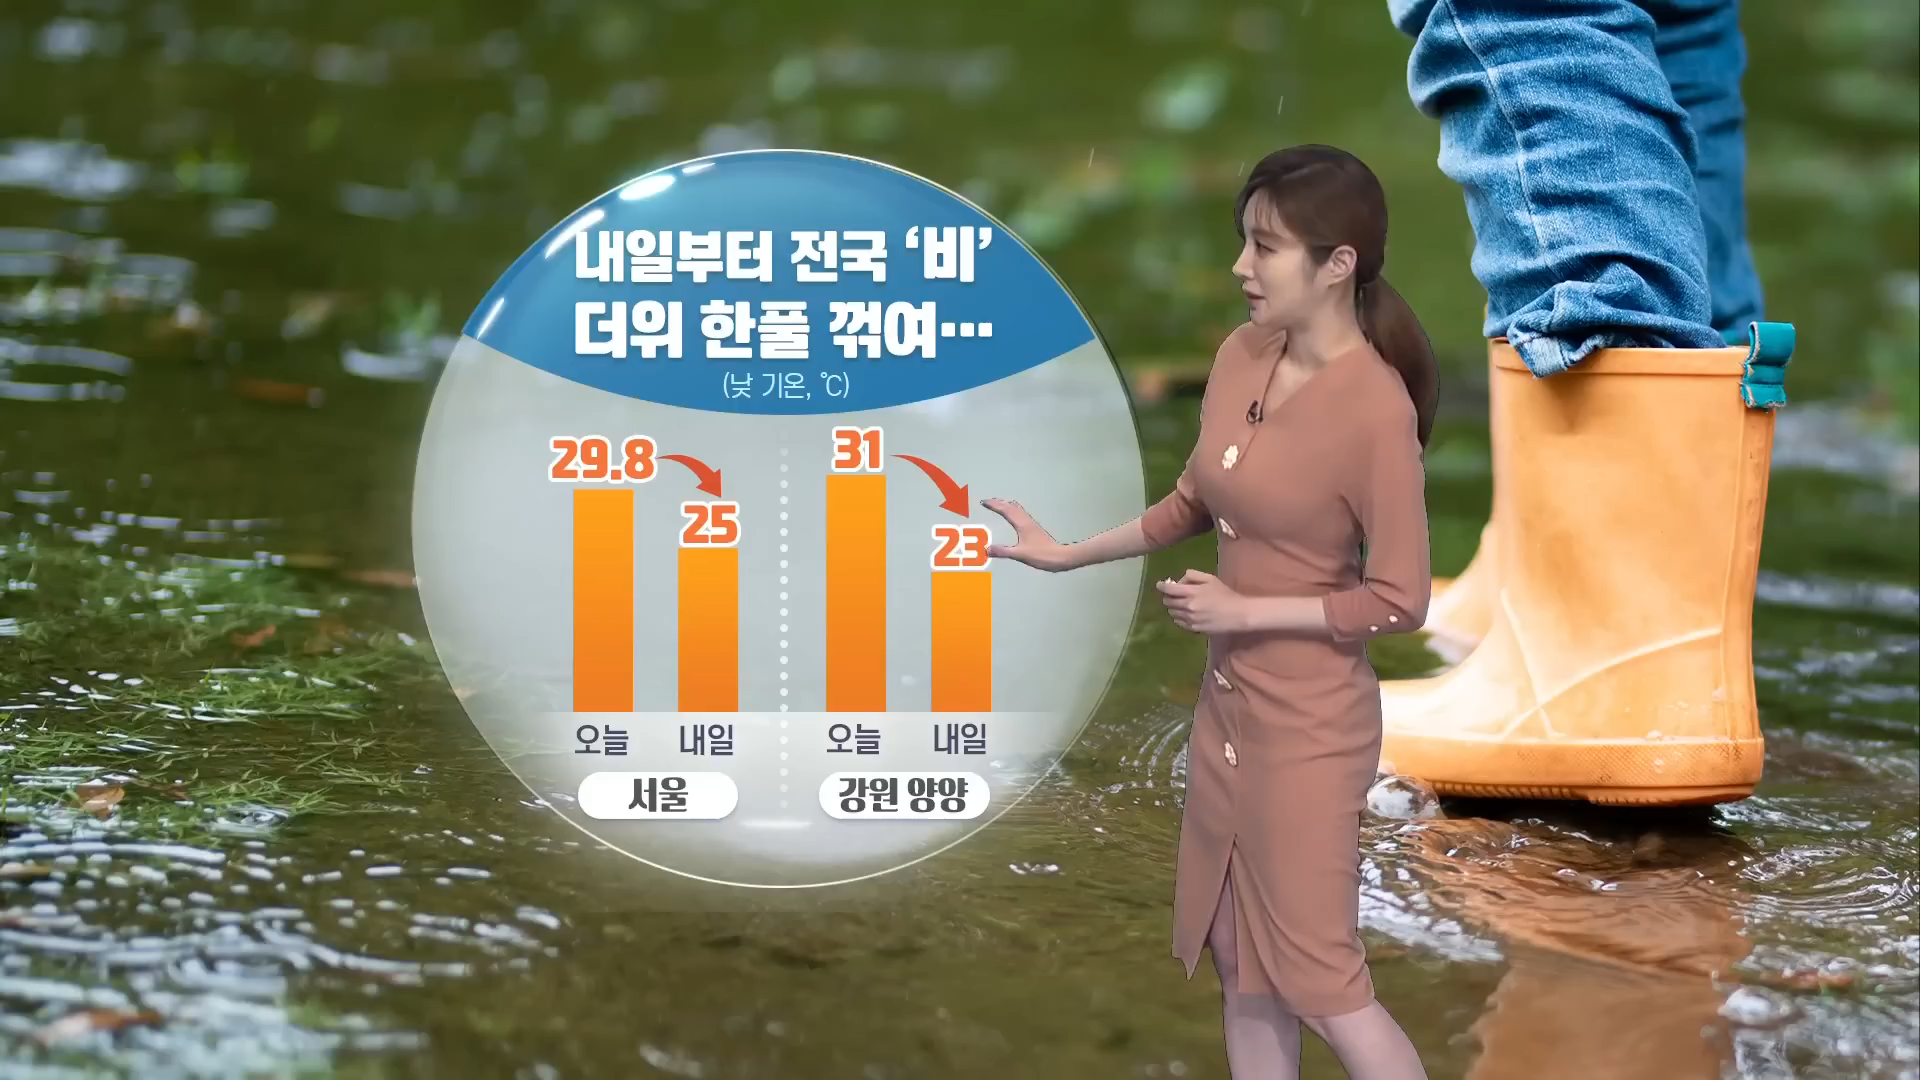 내일부터 전국 ‘비’
더위 한풀 꺾여…
(낮 기온, ℃)
29.8
25
31
23
오늘
내일
오늘
내일
서울
강원 양양